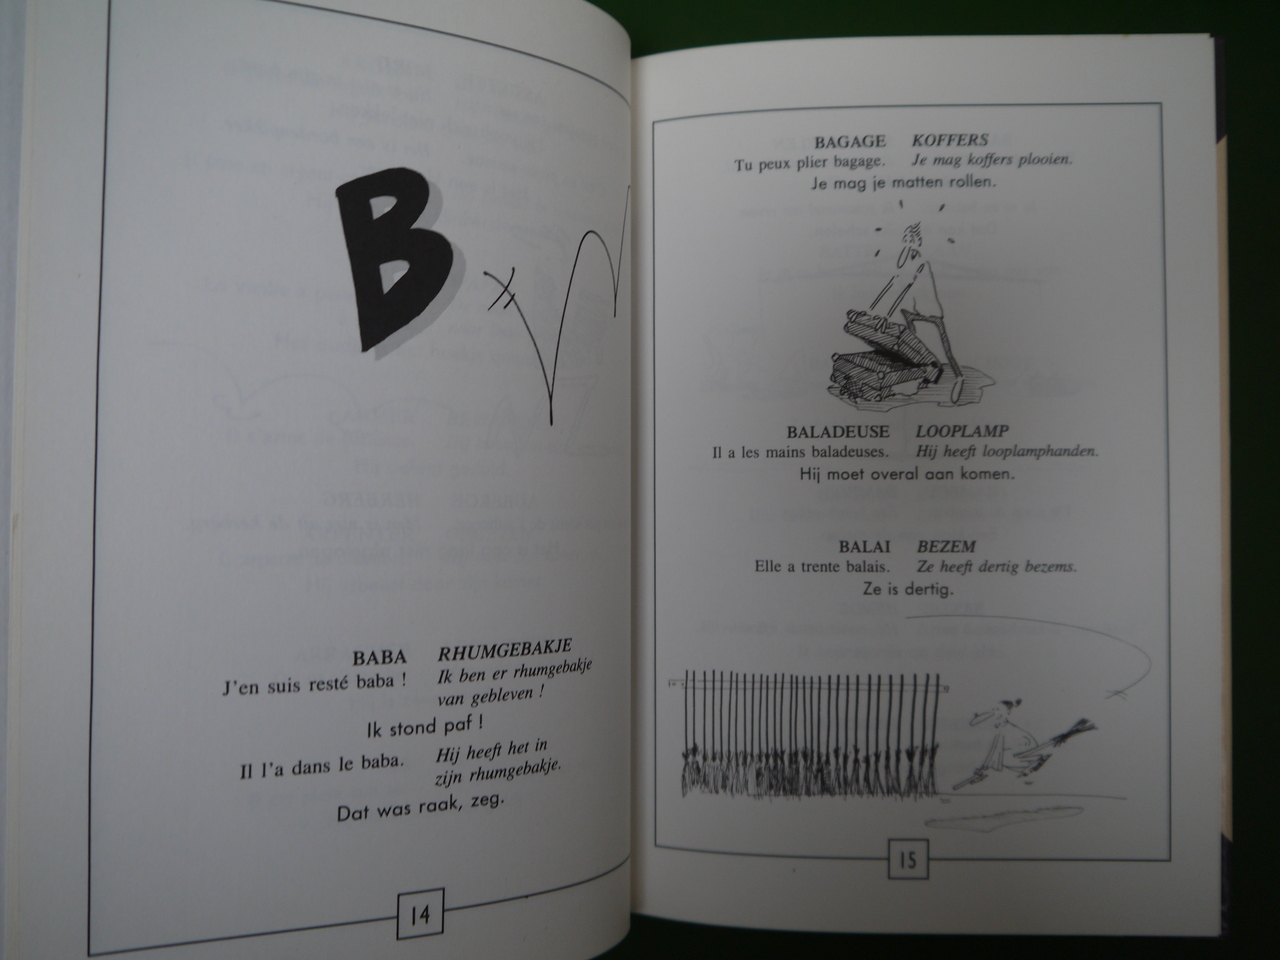 B
BABA RHUMGEBAKJE
J'en suis resté baba ! Ik ben er rhumgebakje
van gebleven !
Ik stond paf !
Il l'a dans le baba. Hij heeft het in
zijn rhumgebakje.
Dat was raak, zeg.
14
BAGAGE KOFFERS
Tu peux plier bagage. Je mag koffers plooien.
Je mag je matten rollen.
BALADEUSE LOOPLAMP
Il a les mains baladeuses. Hij heeft looplamphanden.
Hij moet overal aan komen.
BALAI BEZEM
Elle a trente balais. Ze heeft dertig bezems.
Ze is dertig.
15